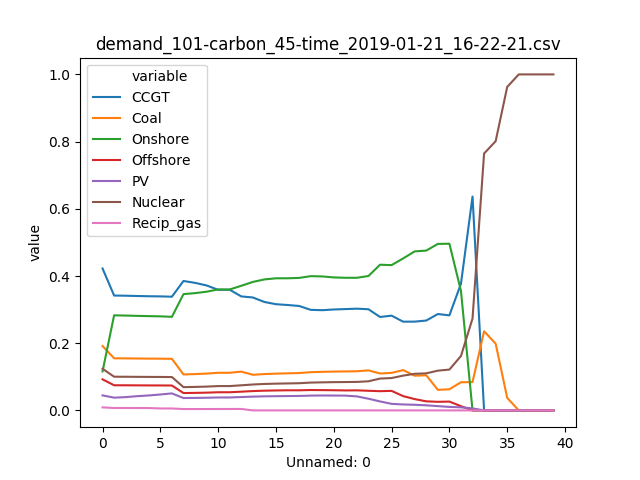 demand_101-carbon_45-time_2019-01-21_16-22-21.csv
variable
CCGT
Coal
Onshore
Offshore
PV
Nuclear
Recip_gas
value
1.0
0.8
0.6
0.4
0.2
0.0
0 5 10 15 20 25 30 35 40
Unnamed: 0